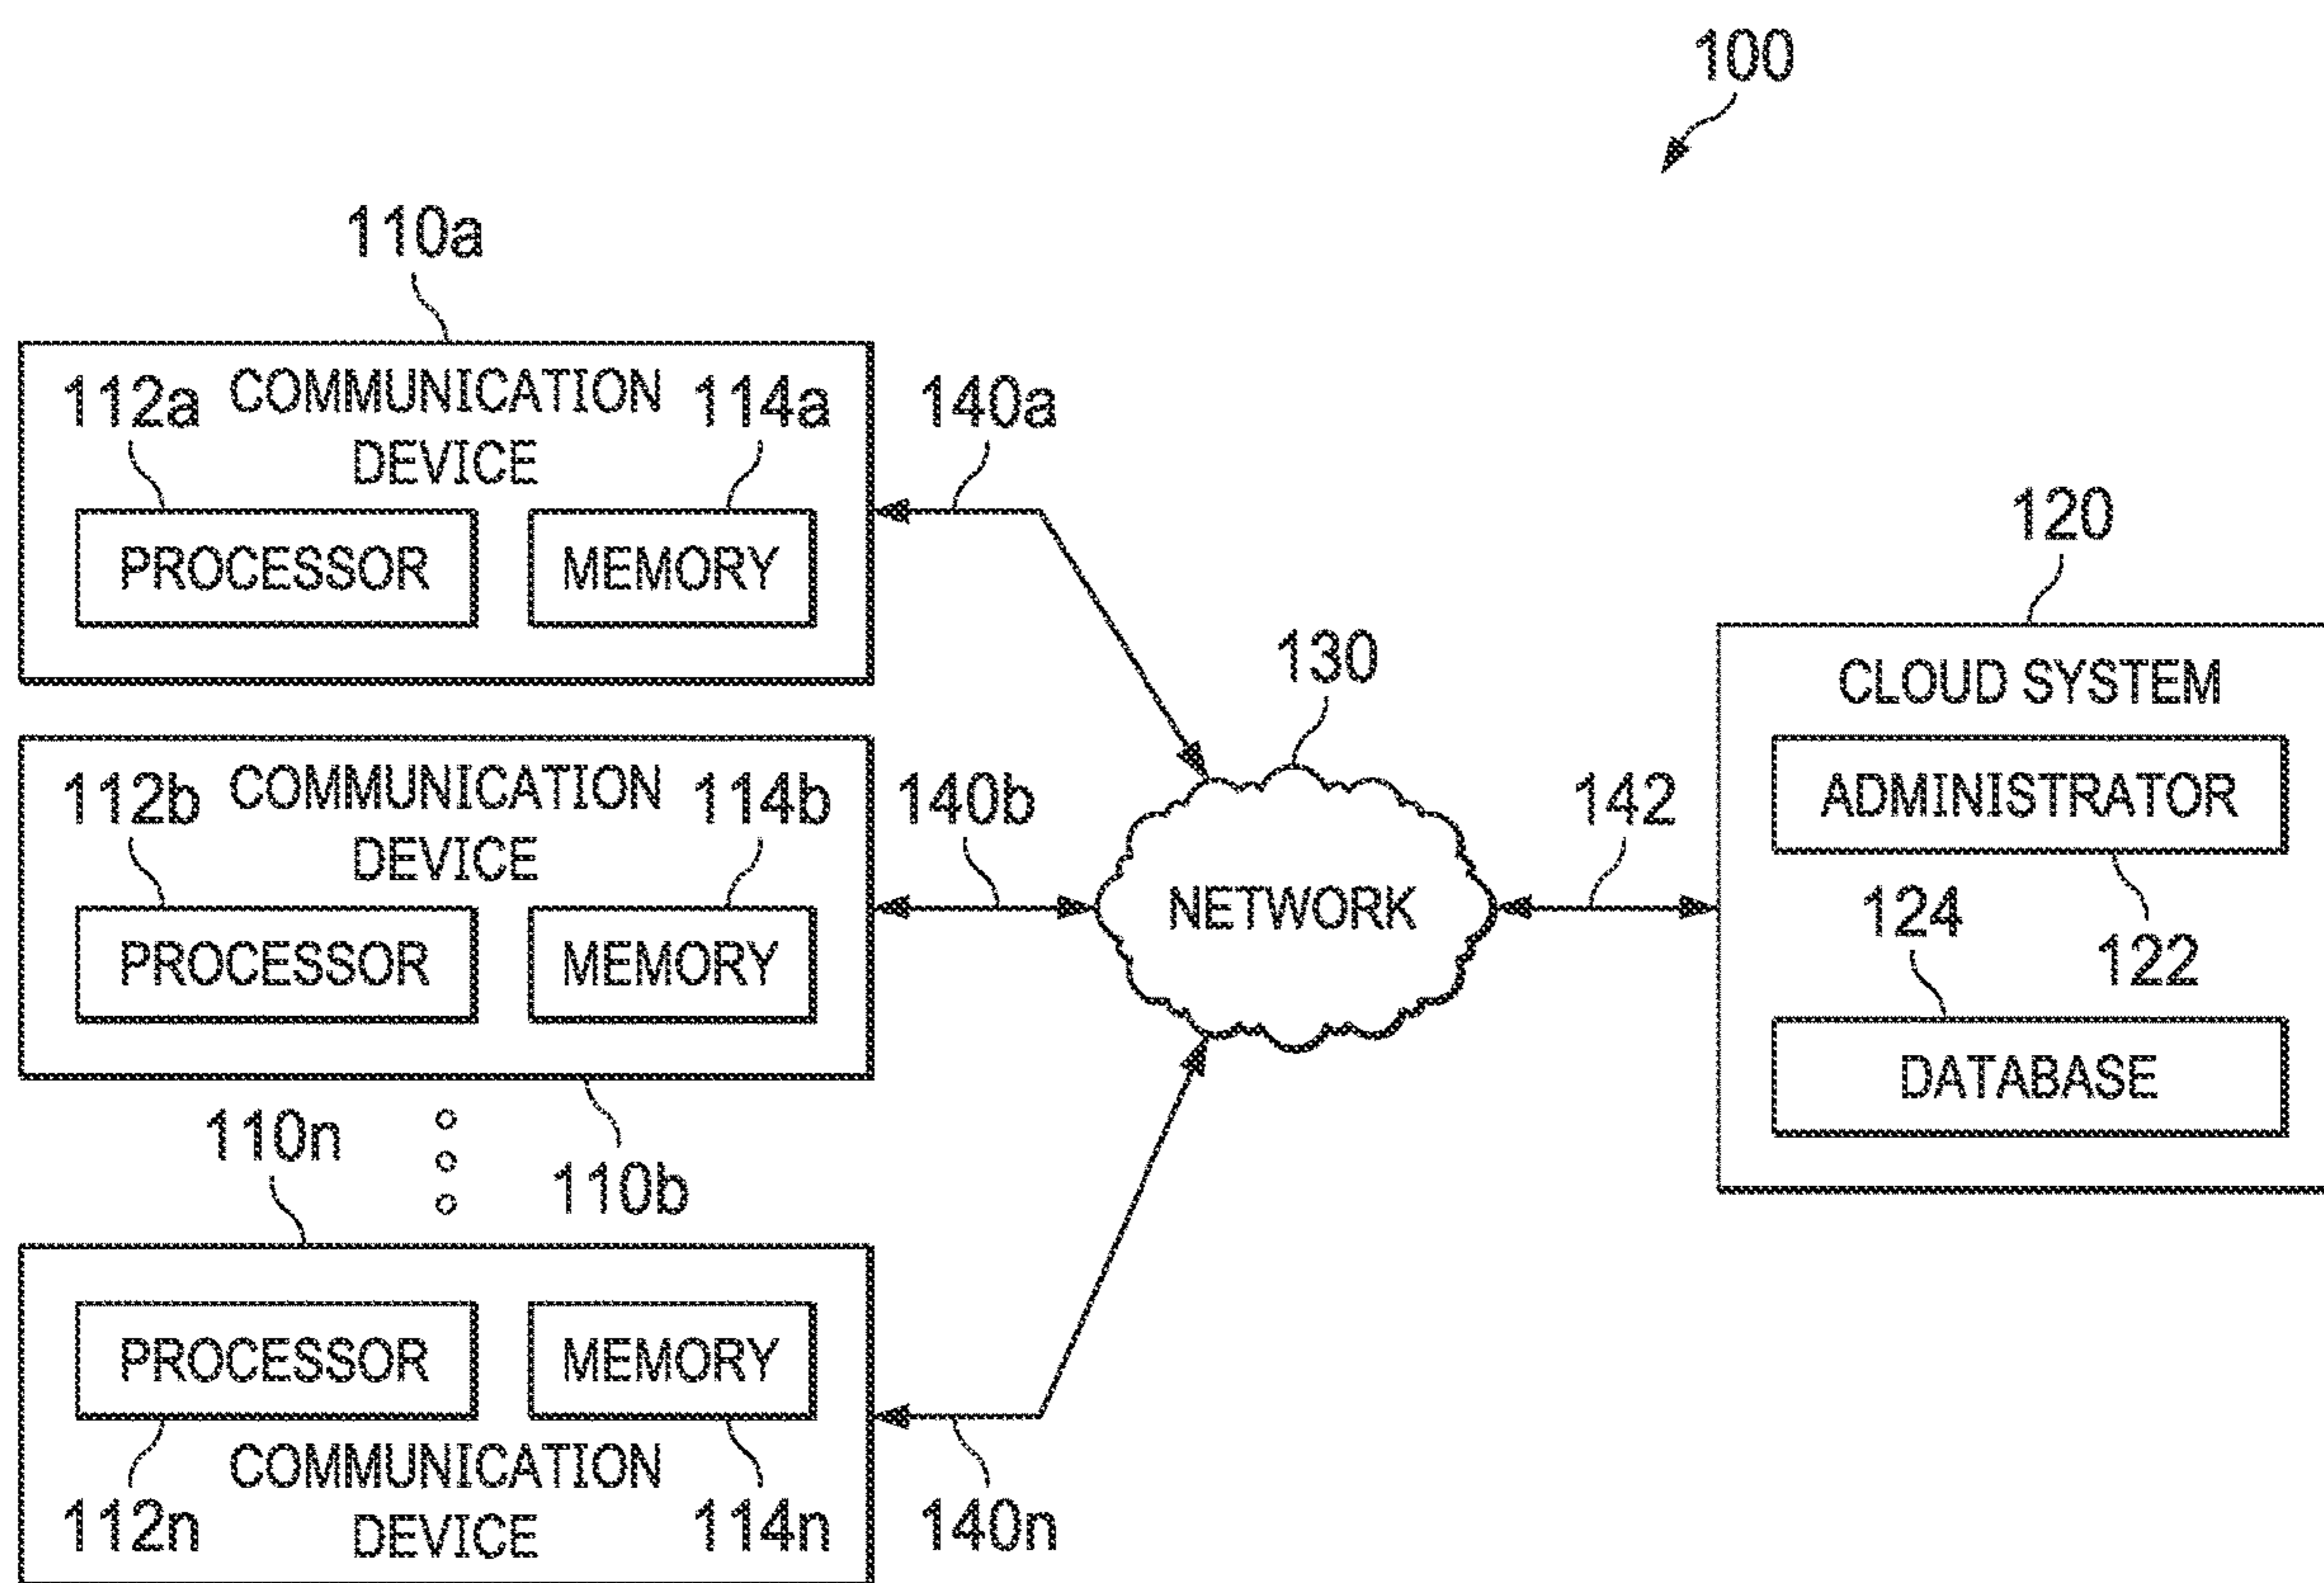 100
110a
112a
COMMUNICATION
DEVICE
114a
PROCESSOR
MEMORY
140a
112b
COMMUNICATION
DEVICE
114b
PROCESSOR
MEMORY
140b
110n
110b
PROCESSOR
MEMORY
COMMUNICATION
DEVICE
112n
114n
140n
130
NETWORK
142
120
CLOUD SYSTEM
ADMINISTRATOR
124
122
DATABASE